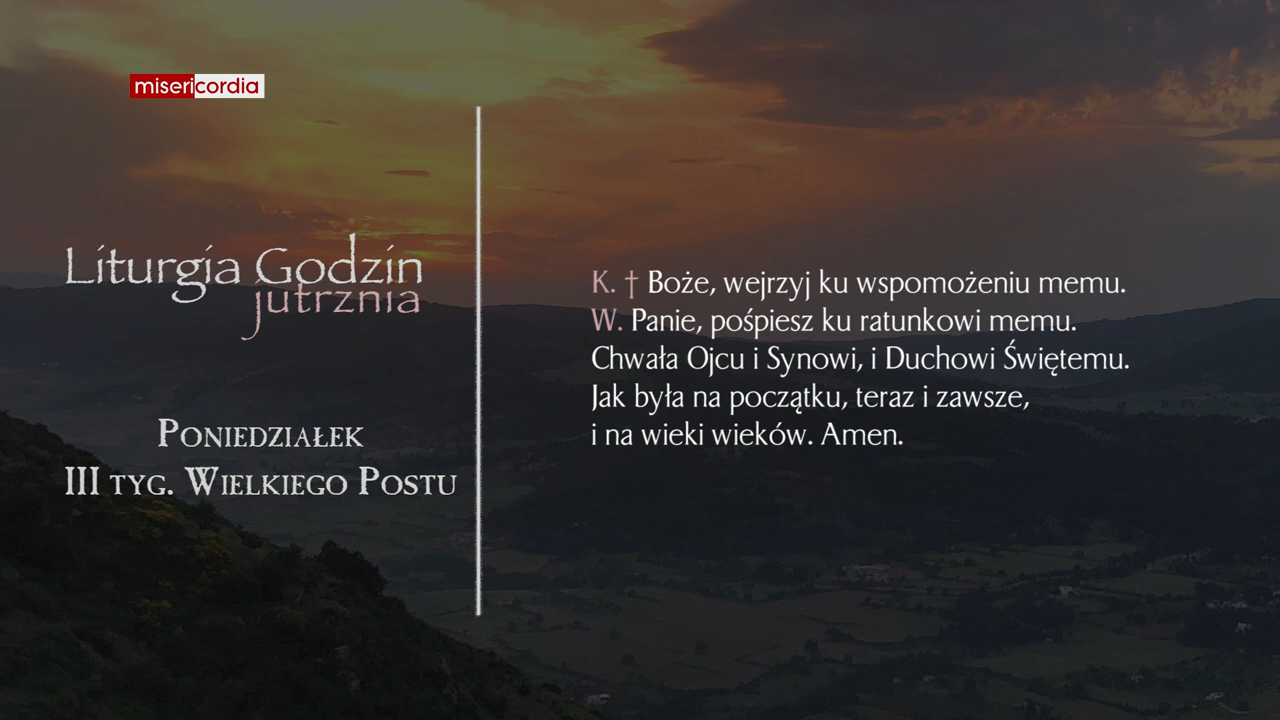 misericordia
Liturgia Godzin
jutrznia
Poniedziałek
III tyg. Wielkiego Postu
K. † Boże, wejrzyj ku wspomożeniu memu.
W. Panie, pośpiesz ku ratunkowi memu.
Chwała Ojcu i Synowi, i Duchowi Świętemu.
Jak była na początku, teraz i zawsze,
i na wieki wieków. Amen.